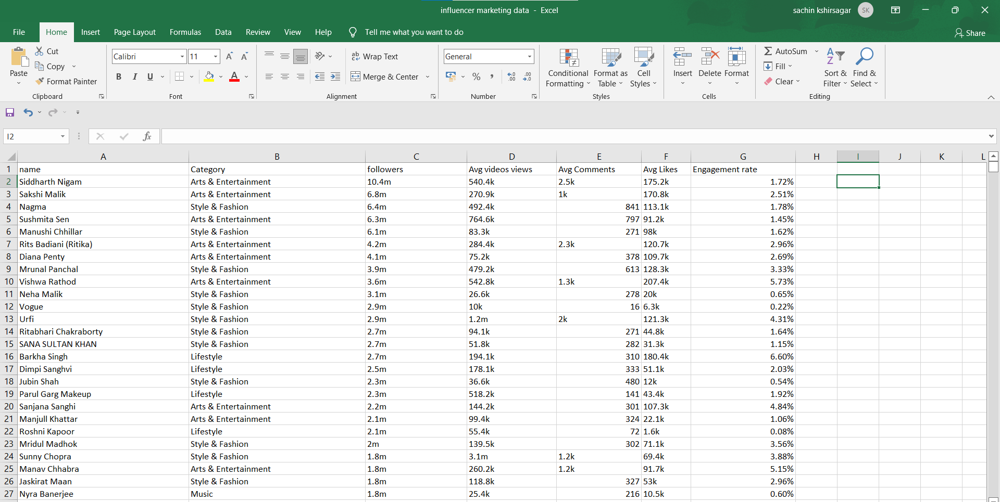 influencer marketing data - Excel
sachin kshirsagar SK
File Home Insert Page Layout Formulas Data Review View Help Tell me what you want to do Share
Paste Cut Copy Format Painter Clipboard
Calibri 11 A A B I U A Font
ab Wrap Text Merge & Center Alignment
General % , .00 Number
Conditional Formatting Format as Table Cell Styles Styles
Insert Delete Format Cells
AutoSum Fill Clear Sort & Filter Find & Select Editing
I2 fx
A B C D E F G H I J K L
1 name Category followers Avg videos views Avg Comments Avg Likes Engagement rate
2 Siddharth Nigam Arts & Entertainment 10.4m 540.4k 2.5k 175.2k 1.72%
3 Sakshi Malik Arts & Entertainment 6.8m 270.9k 1k 170.8k 2.51%
4 Nagma Style & Fashion 6.4m 492.4k 841 113.1k 1.78%
5 Sushmita Sen Arts & Entertainment 6.3m 764.6k 797 91.2k 1.45%
6 Manushi Chhillar Style & Fashion 6.1m 83.3k 271 98k 1.62%
7 Rits Badiani (Ritika) Arts & Entertainment 4.2m 284.4k 2.3k 120.7k 2.96%
8 Diana Penty Arts & Entertainment 4.1m 75.2k 378 109.7k 2.69%
9 Mrunal Panchal Style & Fashion 3.9m 479.2k 613 128.3k 3.33%
10 Vishwa Rathod Arts & Entertainment 3.6m 542.8k 1.3k 207.4k 5.73%
11 Neha Malik Style & Fashion 3.1m 26.6k 278 20k 0.65%
12 Vogue Style & Fashion 2.9m 10k 16 6.3k 0.22%
13 Urfi Style & Fashion 2.9m 1.2m 2k 121.3k 4.31%
14 Ritabhari Chakraborty Style & Fashion 2.7m 94.1k 271 44.8k 1.64%
15 SANA SULTAN KHAN Style & Fashion 2.7m 51.8k 282 31.3k 1.15%
16 Barkha Singh Lifestyle 2.7m 194.1k 310 180.4k 6.60%
17 Dimpi Sanghvi Lifestyle 2.5m 178.1k 333 51.1k 2.03%
18 Jubin Shah Style & Fashion 2.3m 36.6k 480 12k 0.54%
19 Parul Garg Makeup Lifestyle 2.3m 518.2k 141 43.4k 1.92%
20 Sanjana Sanghi Arts & Entertainment 2.2m 144.2k 301 107.3k 4.84%
21 Manjull Khattar Arts & Entertainment 2.1m 99.4k 324 22.1k 1.06%
22 Roshni Kapoor Lifestyle 2.1m 55.4k 72 1.6k 0.08%
23 Mridul Madhok Style & Fashion 2m 139.5k 302 71.1k 3.56%
24 Sunny Chopra Style & Fashion 1.8m 3.1m 1.2k 69.4k 3.88%
25 Manav Chhabra Arts & Entertainment 1.8m 260.2k 1.2k 91.7k 5.15%
26 Jaskirat Maan Style & Fashion 1.8m 118.8k 327 53k 2.96%
27 Nyra Banerjee Music 1.8m 25.4k 216 10.5k 0.60%